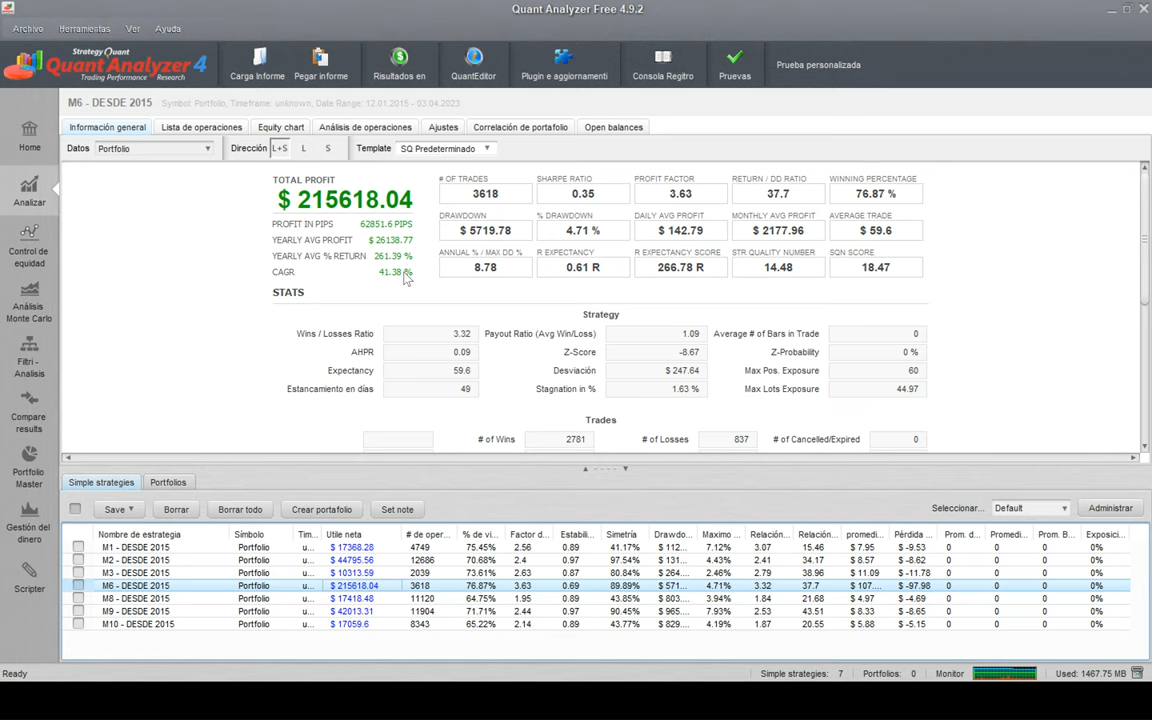 Quant Analyzer Free 4.9.2
Archivo Herramientas Ver Ayuda
StrategyQuant
QuantAnalyzer 4
Trading Performance Research
Carga Informe Pegar informe Risultados en QuantEditor Plugin e aggiornamenti Consola Regitro Pruevas Prueba personalizada
M6 - DESDE 2015 Symbol: Portfolio, Timeframe: unknown, Date Range: 12.01.2015 - 03.04.2023
Información general Lista de operaciones Equity chart Análisis de operaciones Ajustes Correlación de portafolio Open balances
Datos Portfolio Dirección L+S L S Template SQ Predeterminado
Home
Analizar
Control de equidad
Análisis Monte Carlo
Filtri - Analisis
Compare results
Portfolio Master
Gestión del dinero
Scripter
TOTAL PROFIT
$ 215618.04
PROFIT IN PIPS 62851.6 PIPS
YEARLY AVG PROFIT $ 26138.77
YEARLY AVG % RETURN 261.39 %
CAGR 41.38 %
# OF TRADES SHARPE RATIO PROFIT FACTOR RETURN / DD RATIO WINNING PERCENTAGE
3618 0.35 3.63 37.7 76.87 %
DRAWDOWN % DRAWDOWN DAILY AVG PROFIT MONTHLY AVG PROFIT AVERAGE TRADE
$ 5719.78 4.71 % $ 142.79 $ 2177.96 $ 59.6
ANNUAL % / MAX DD % R EXPECTANCY R EXPECTANCY SCORE STR QUALITY NUMBER SQN SCORE
8.78 0.61 R 266.78 R 14.48 18.47
STATS
Strategy
Wins / Losses Ratio 3.32 Payout Ratio (Avg Win/Loss) 1.09 Average # of Bars in Trade 0
AHPR 0.09 Z-Score -8.67 Z-Probability 0 %
Expectancy 59.6 Desviación $ 247.64 Max Pos. Exposure 60
Estancamiento en días 49 Stagnation in % 1.63 % Max Lots Exposure 44.97
Trades
# of Wins 2781 # of Losses 837 # of Cancelled/Expired 0
Simple strategies Portfolios
Save Borrar Borrar todo Crear portafolio Set note Seleccionar... Default Administrar
Nombre de estrategia Símbolo Tim... Utile neta # de oper... % de vi... Factor d... Estabili... Simetría Drawdo... Maximo ... Relación... Relación... promedi... Pérdida ... Prom. d... Promedi... Prom. B... Exposici...
M1 - DESDE 2015 Portfolio u... $ 17368.28 4749 75.45% 2.56 0.89 41.17% $ 112... 7.12% 3.07 15.46 $ 7.95 $ -9.53 0 0 0 0%
M2 - DESDE 2015 Portfolio u... $ 44795.56 12686 70.68% 2.4 0.97 97.54% $ 131... 4.43% 2.41 34.17 $ 8.57 $ -8.62 0 0 0 0%
M3 - DESDE 2015 Portfolio u... $ 10313.59 2039 73.61% 2.63 0.87 80.84% $ 264... 2.46% 2.79 38.96 $ 11.09 $ -11.78 0 0 0 0%
M6 - DESDE 2015 Portfolio u... $ 215618.04 3618 76.87% 3.63 0.69 89.89% $ 571... 4.71% 3.32 37.7 $ 107... $ -97.98 0 0 0 0%
M8 - DESDE 2015 Portfolio u... $ 17418.48 11120 64.75% 1.95 0.89 43.85% $ 803... 3.94% 1.84 21.68 $ 4.97 $ -4.69 0 0 0 0%
M9 - DESDE 2015 Portfolio u... $ 42013.31 11904 71.71% 2.44 0.97 90.45% $ 965... 7.93% 2.53 43.51 $ 8.33 $ -8.65 0 0 0 0%
M10 - DESDE 2015 Portfolio u... $ 17059.6 8343 65.22% 2.14 0.89 43.77% $ 829... 4.19% 1.87 20.55 $ 5.88 $ -5.15 0 0 0 0%
Ready Simple strategies: 7 Portfolios: 0 Monitor Used: 1467.75 MB